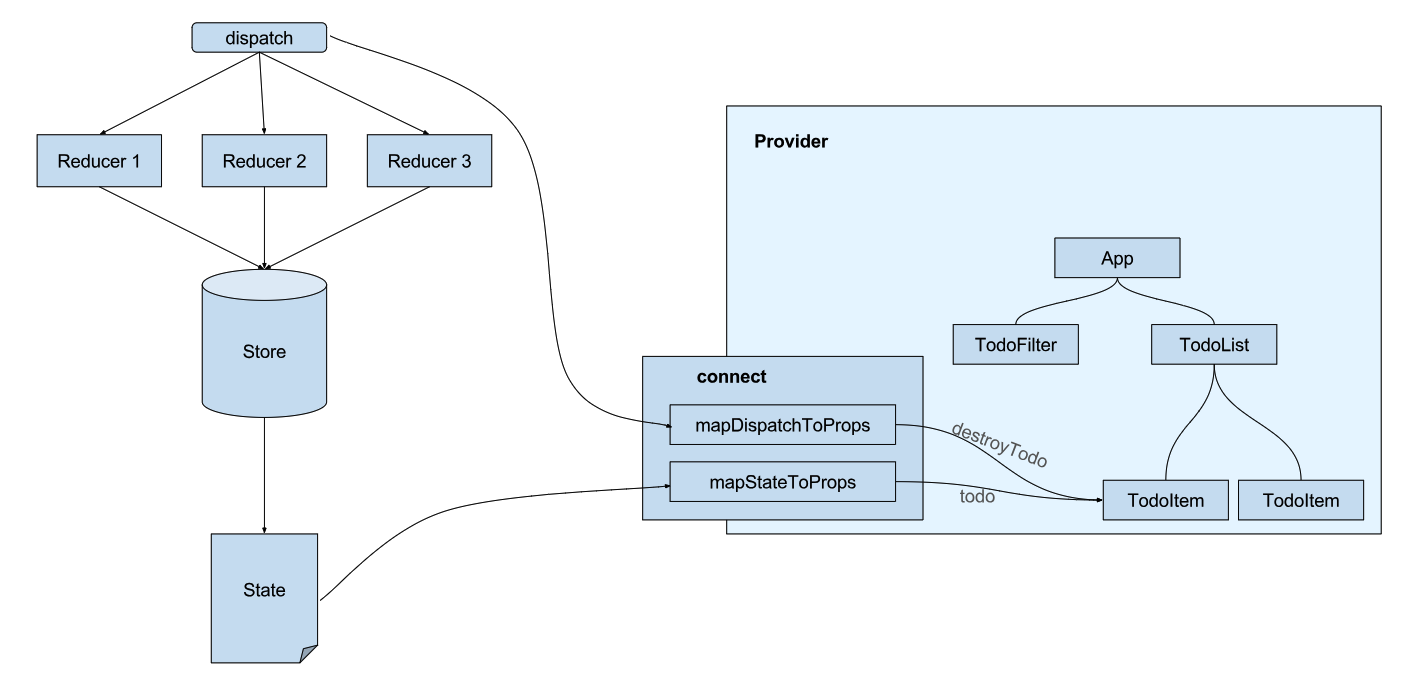 dispatch
Reducer 1
Reducer 2
Reducer 3
Store
State
Provider
App
TodoFilter
TodoList
connect
mapDispatchToProps
mapStateToProps
destroyTodo
todo
TodoItem
TodoItem